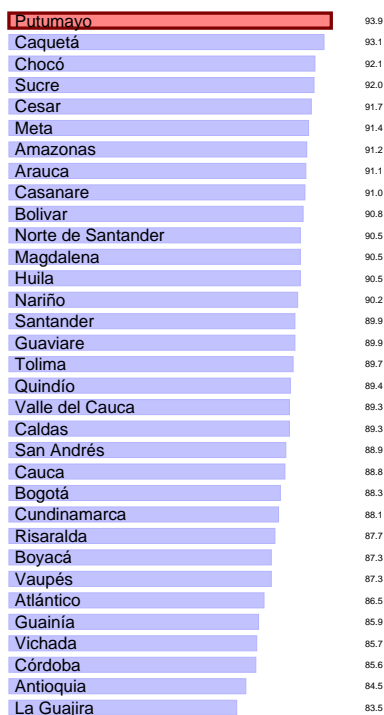 Putumayo 93.9
Caquetá 93.1
Chocó 92.1
Sucre 92.0
Cesar 91.7
Meta 91.4
Amazonas 91.2
Arauca 91.1
Casanare 91.0
Bolivar 90.8
Norte de Santander 90.5
Magdalena 90.5
Huila 90.5
Nariño 90.2
Santander 89.9
Guaviare 89.9
Tolima 89.7
Quindío 89.4
Valle del Cauca 89.3
Caldas 89.3
San Andrés 88.9
Cauca 88.8
Bogotá 88.3
Cundinamarca 88.1
Risaralda 87.7
Boyacá 87.3
Vaupés 87.3
Atlántico 86.5
Guainía 85.9
Vichada 85.7
Córdoba 85.6
Antioquia 84.5
La Guajira 83.5